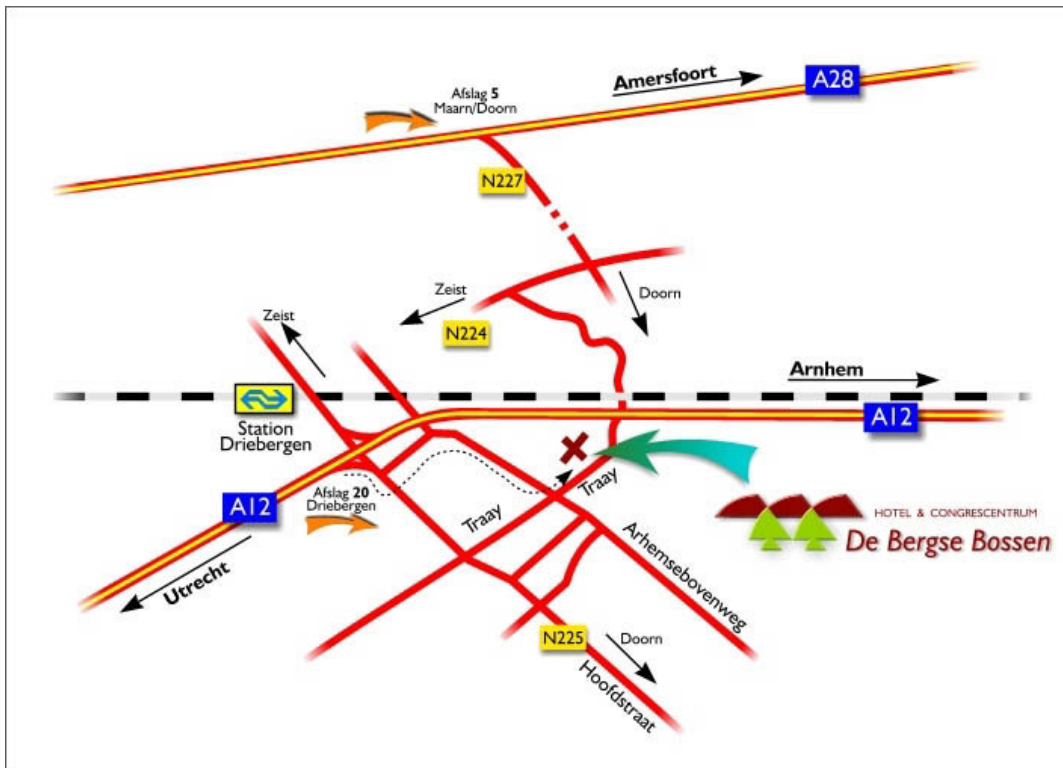 Amersfoort
A28
Afslag 5
Maarn/Doorn
N227
Doorn
Zeist
N224
Zeist
Arnhem
A12
Station
Driebergen
Traay
Afslag 20
Driebergen
A12
Traay
HOTEL & CONGRESCENTRUM
De Bergse Bossen
Utrecht
Arhemsebovenweg
N225
Doorn
Hoofdstraat